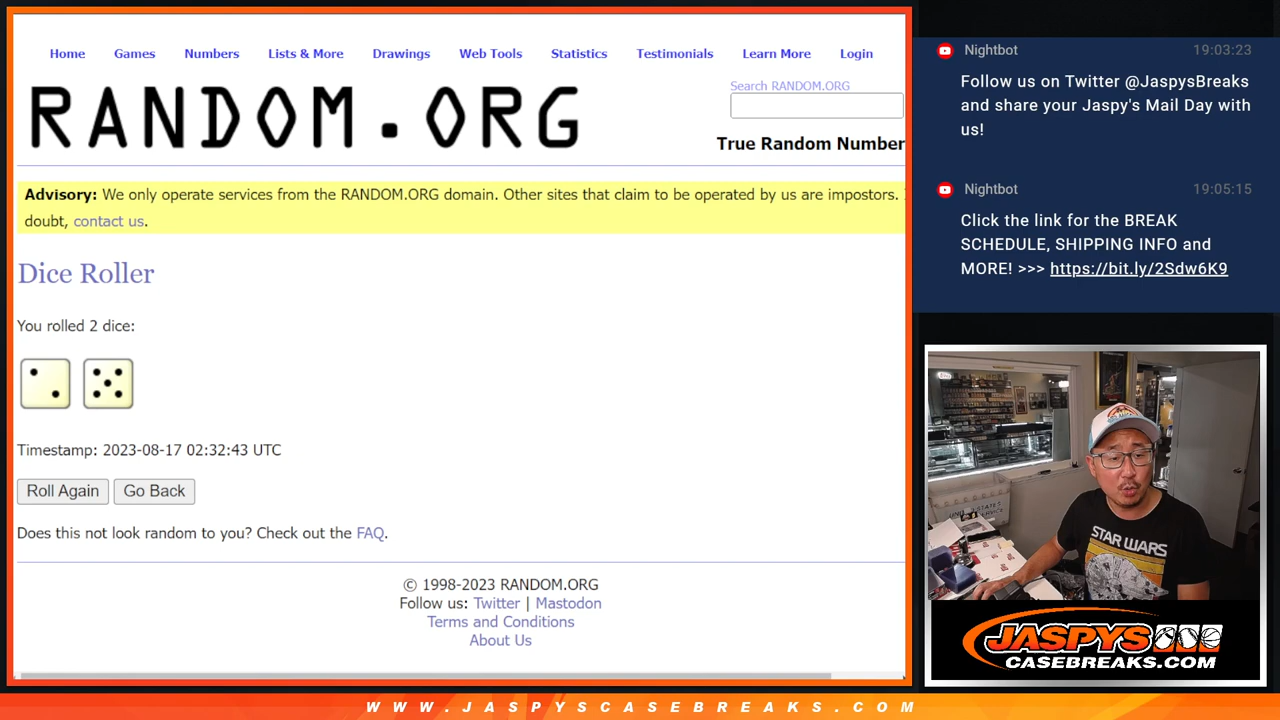 Home Games Numbers Lists & More Drawings Web Tools Statistics Testimonials Learn More Login
RANDOM.ORG
Search RANDOM.ORG
True Random Number
Advisory: We only operate services from the RANDOM.ORG domain. Other sites that claim to be operated by us are impostors.
doubt, contact us.
Dice Roller
You rolled 2 dice:
Timestamp: 2023-08-17 02:32:43 UTC
Roll Again Go Back
Does this not look random to you? Check out the FAQ.
© 1998-2023 RANDOM.ORG
Follow us: Twitter | Mastodon
Terms and Conditions
About Us
Nightbot 19:03:23
Follow us on Twitter @JaspysBreaks
and share your Jaspy's Mail Day with
us!
Nightbot 19:05:15
Click the link for the BREAK
SCHEDULE, SHIPPING INFO and
MORE! >>> https://bit.ly/2Sdw6K9
STAR WARS
JASPYS
CASEBREAKS.COM
WWW.JASPYSCASEBREAKS.COM